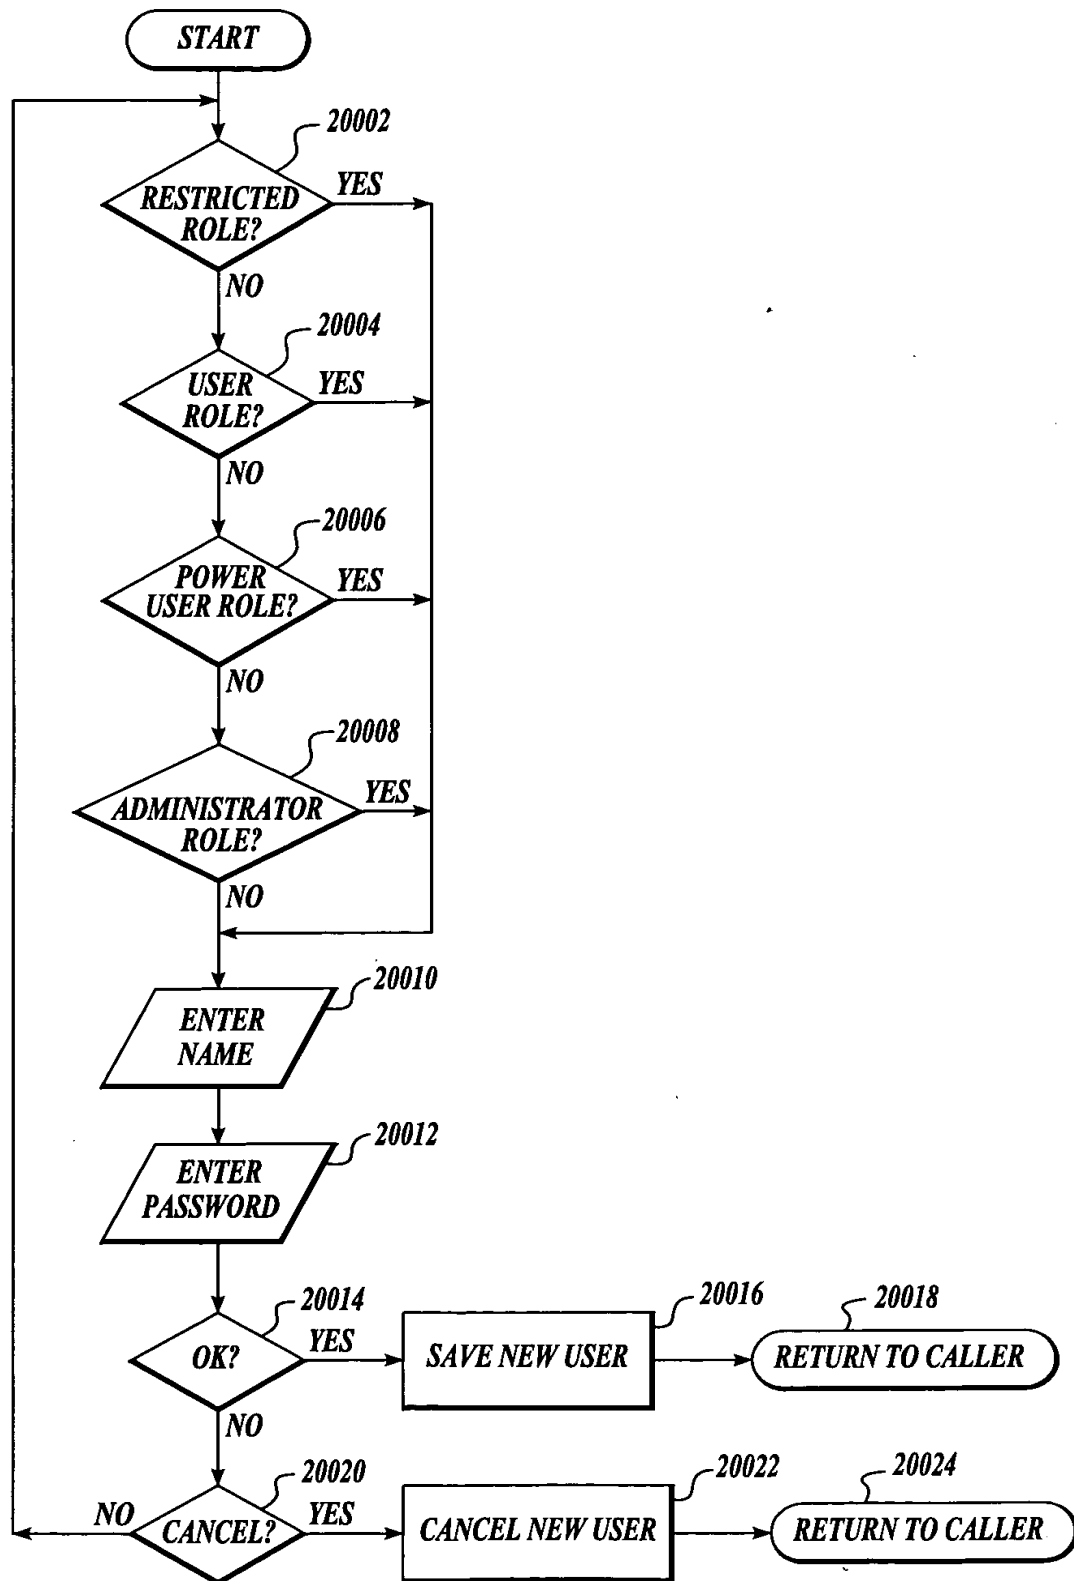 START
20002
RESTRICTED
ROLE?
YES
NO
20004
USER
ROLE?
YES
NO
20006
POWER
USER ROLE?
YES
NO
20008
ADMINISTRATOR
ROLE?
YES
NO
20010
ENTER
NAME
20012
ENTER
PASSWORD
20014
OK?
YES
20016
SAVE NEW USER
20018
RETURN TO CALLER
NO
20020
NO
CANCEL?
YES
20022
CANCEL NEW USER
20024
RETURN TO CALLER